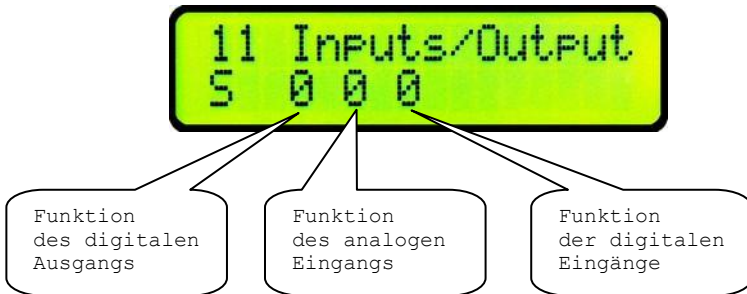 11 Inputs/Output
S 0 0 0
Funktion
des digitalen
Ausgangs
Funktion
des analogen
Eingangs
Funktion
der digitalen
Eingänge